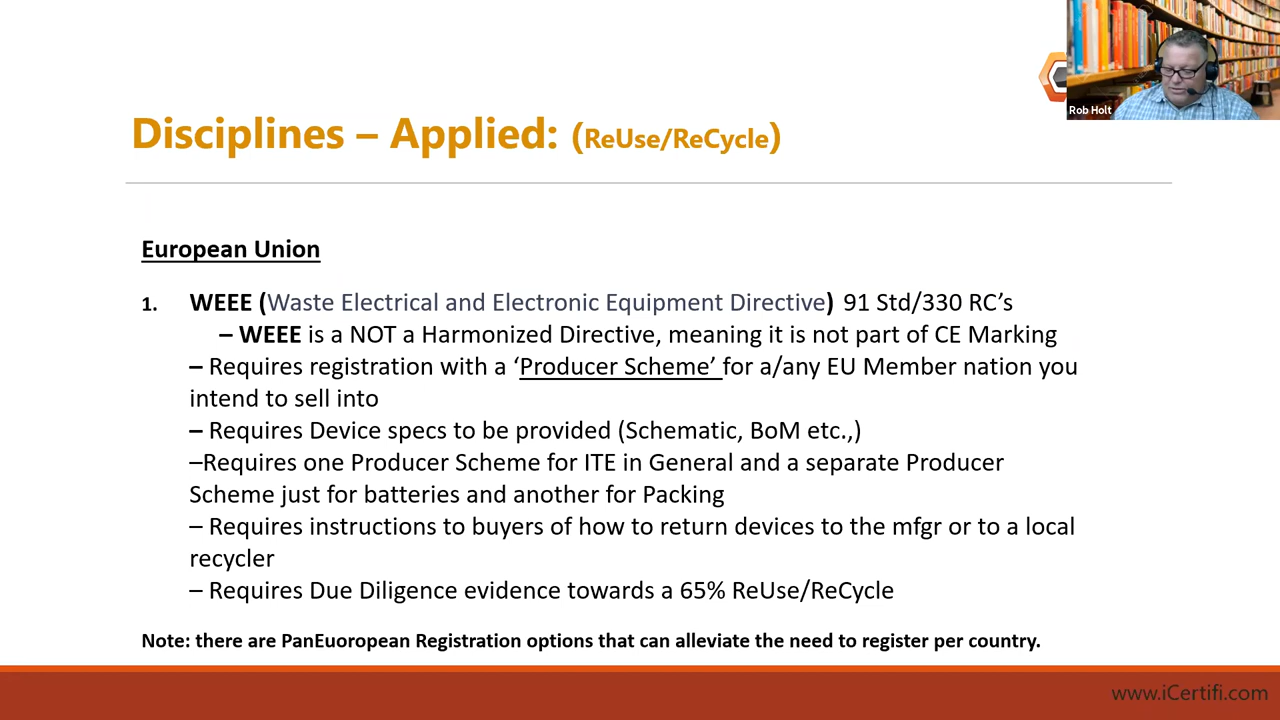 Rob Holt
Disciplines – Applied: (ReUse/ReCycle)
European Union
1. WEEE (Waste Electrical and Electronic Equipment Directive) 91 Std/330 RC’s
– WEEE is a NOT a Harmonized Directive, meaning it is not part of CE Marking
– Requires registration with a ‘Producer Scheme’ for a/any EU Member nation you
intend to sell into
– Requires Device specs to be provided (Schematic, BoM etc.,)
–Requires one Producer Scheme for ITE in General and a separate Producer
Scheme just for batteries and another for Packing
– Requires instructions to buyers of how to return devices to the mfgr or to a local
recycler
– Requires Due Diligence evidence towards a 65% ReUse/ReCycle
Note: there are PanEuoropean Registration options that can alleviate the need to register per country.
www.iCertifi.com